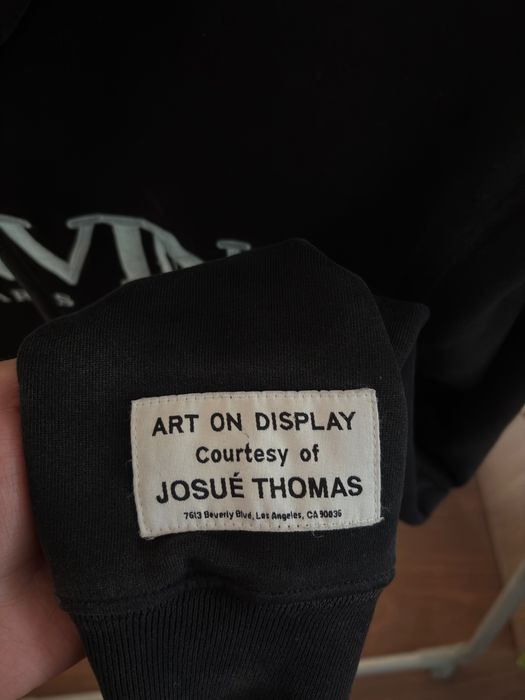 ART ON DISPLAY
Courtesy of
JOSUÉ THOMAS
7613 Beverly Blvd, Los Angeles, CA 90036